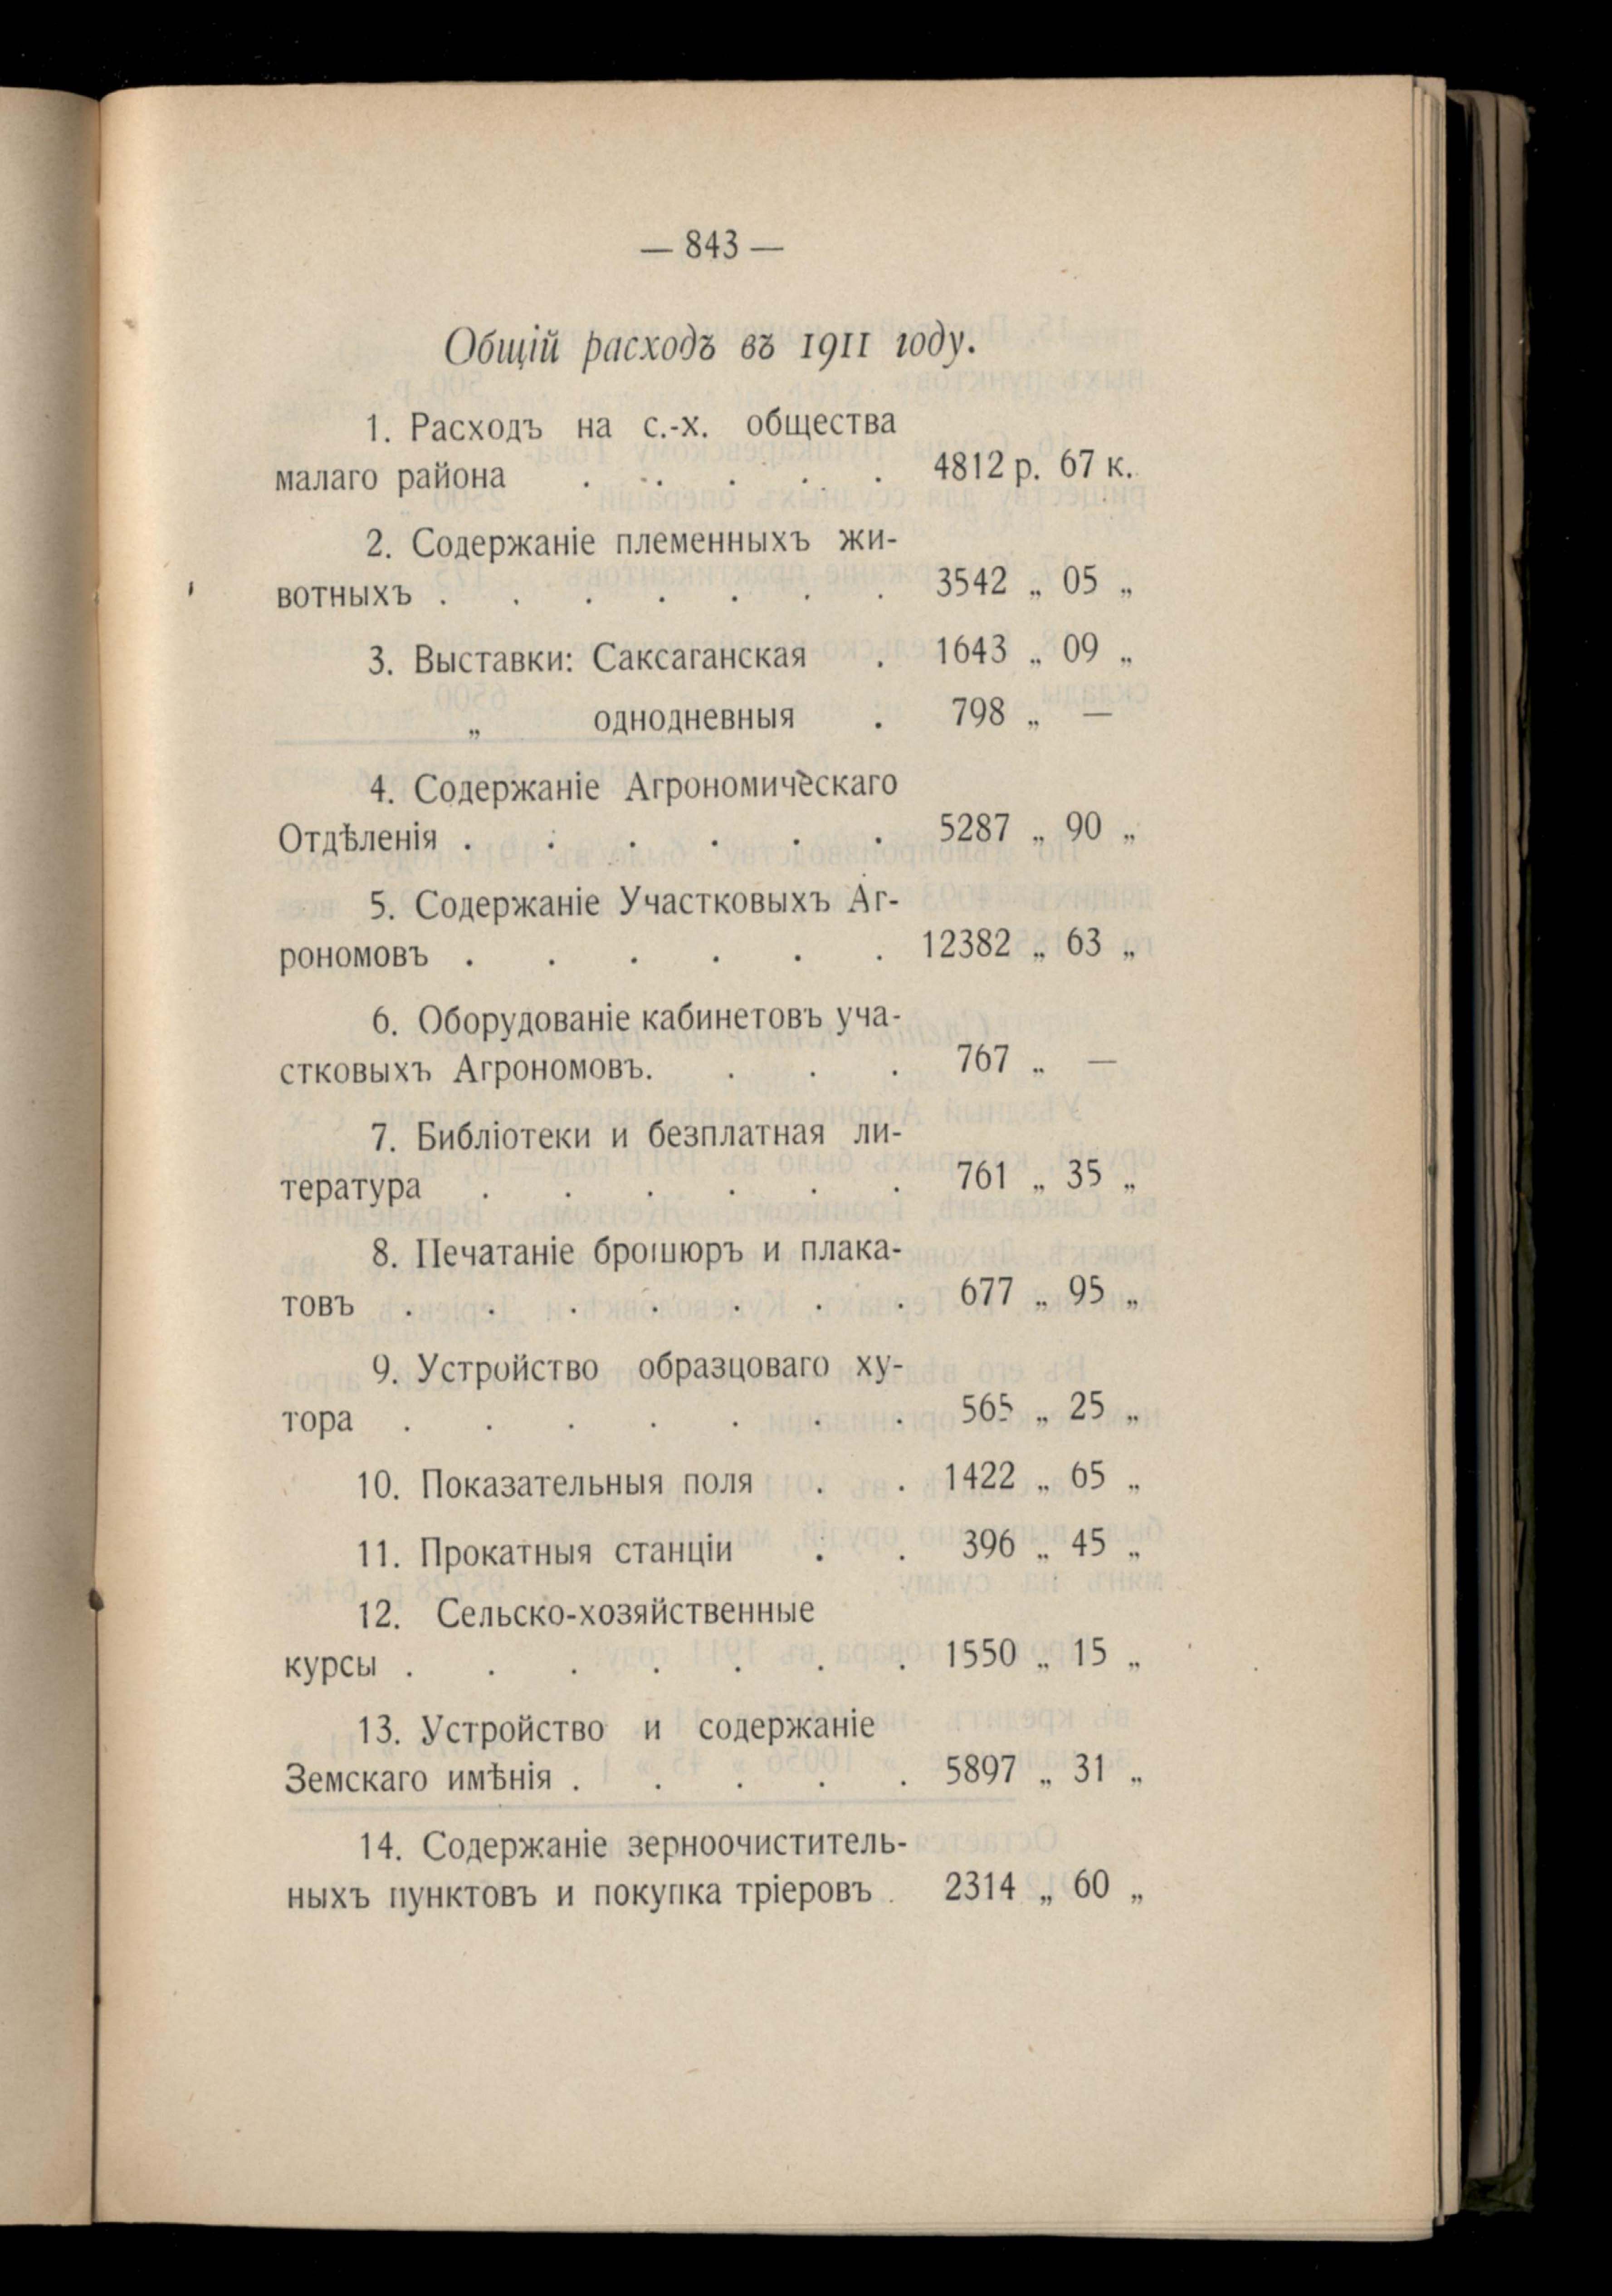 — 843 —
Общій расходъ въ 1911 году.
1. Расходъ на с.-х. общества
малаго района . . . . . 4812 р. 67 к.
2. Содержаніе племенныхъ жи-
вотныхъ . . . . . . . 3542 „ 05 „
3. Выставки: Саксаганская . 1643 „ 09 „
„ однодневныя . 798 „ —
4. Содержаніе Агрономическаго
Отдѣленія . . . . . . 5287 „ 90 „
5. Содержаніе Участковыхъ Аг-
рономовъ . . . . . . 12382 „ 63 „
6. Оборудованіе кабинетовъ уча-
стковыхъ Агрономовъ. . . . 767 „ —
7. Библіотеки и безплатная ли-
тература . . . . . . 761 „ 35 „
8. Печатаніе брошюръ и плака-
товъ . . . . . . . 677 „ 95 „
9. Устройство образцоваго ху-
тора . . . . . . . 565 „ 25 „
10. Показательныя поля . . 1422 „ 65 „
11. Прокатныя станціи . . 396 „ 45 „
12. Сельско-хозяйственные
курсы . . . . . . . 1550 „ 15 „
13. Устройство и содержаніе
Земскаго имѣнія . . . . . 5897 „ 31 „
14. Содержаніе зерноочиститель-
ныхъ пунктовъ и покупка тріеровъ . 2314 „ 60 „